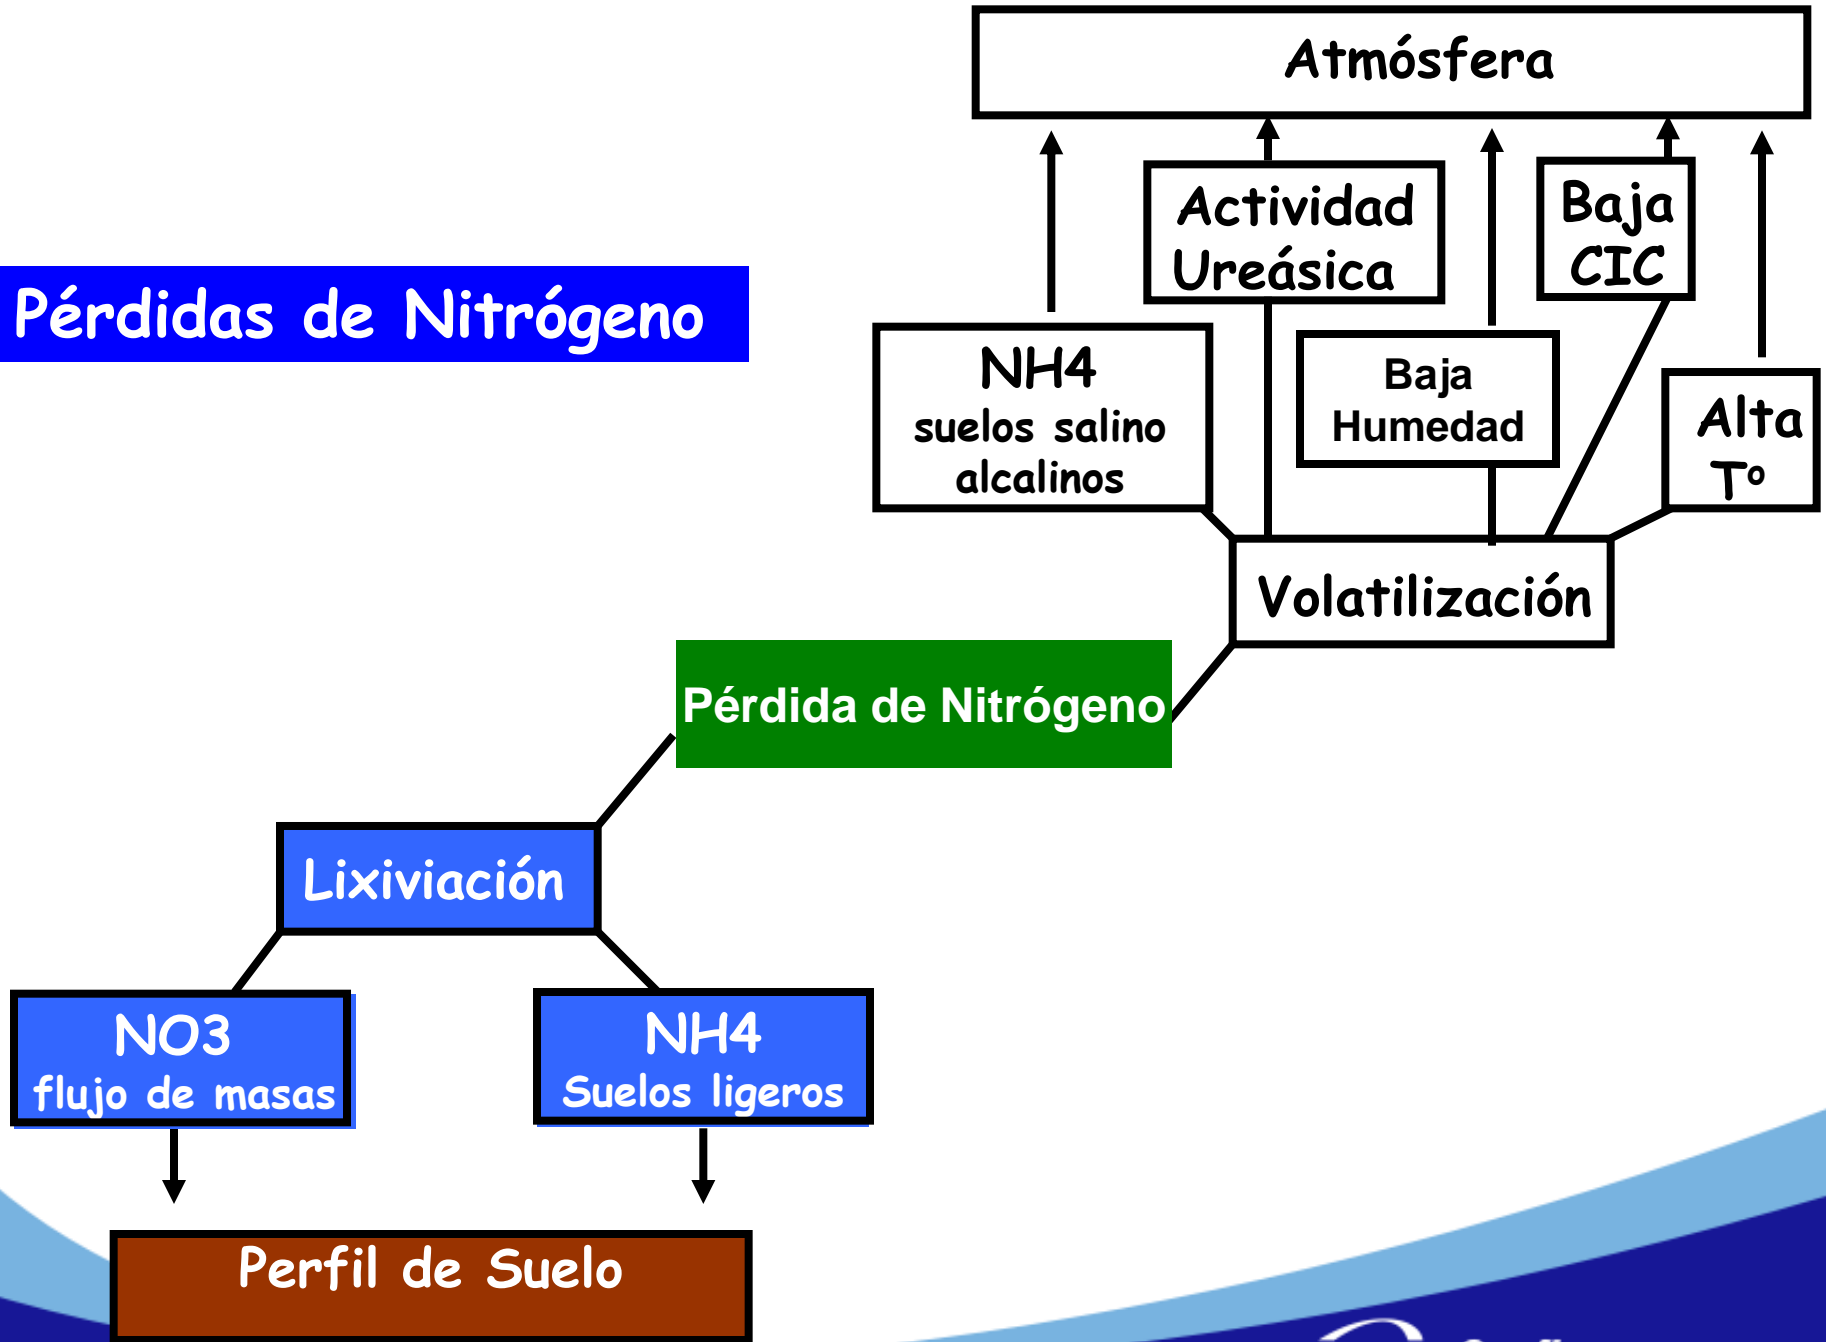 Atmósfera
Actividad
Ureásica
Baja
CIC
Pérdidas de Nitrógeno
NH4
suelos salino
alcalinos
Baja
Humedad
Alta
Tº
Volatilización
Pérdida de Nitrógeno
Lixiviación
NO3
flujo de masas
NH4
Suelos ligeros
Perfil de Suelo